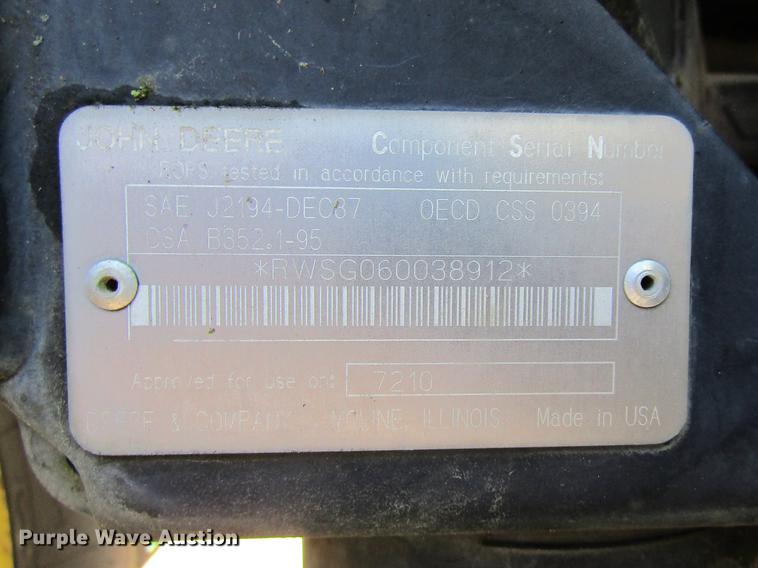 JOHN DEERE Component Serial Number
ROPS tested in accordance with requirements:
SAE J2194-DEC87 OECD CSS 0394
CSA B352.1-95
*RWSG060038912*
Approved for use on: 7210
DEERE & COMPANY MOLINE, ILLINOIS Made in USA
Purple Wave Auction